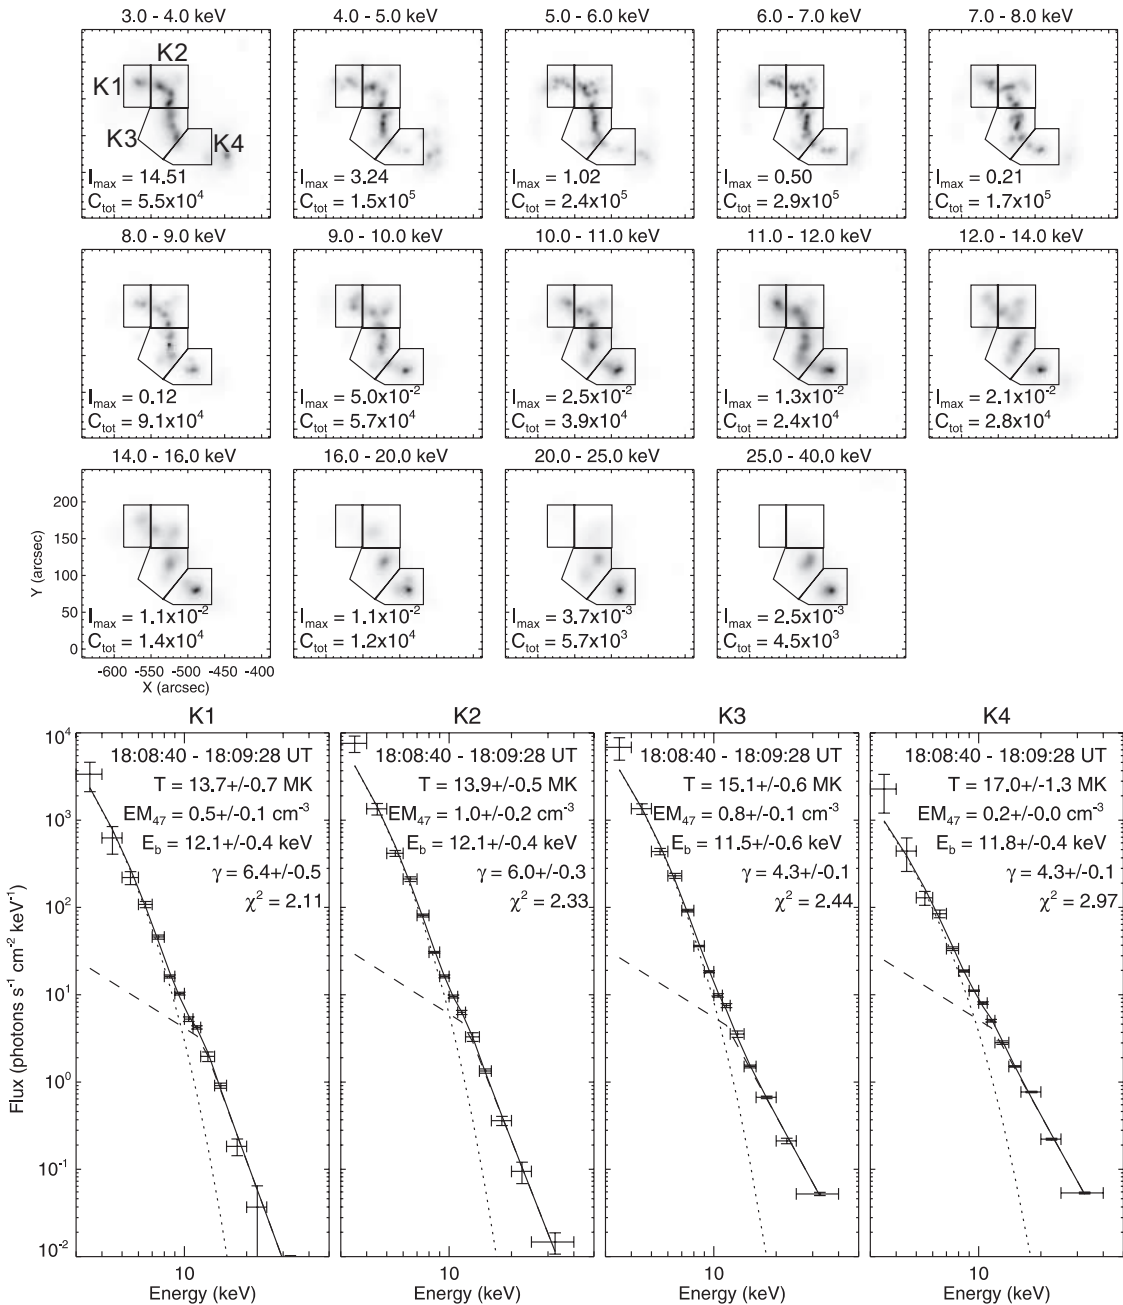 3.0 - 4.0 keV 4.0 - 5.0 keV 5.0 - 6.0 keV 6.0 - 7.0 keV 7.0 - 8.0 keV
K2
K1
K3 K4
I_max = 14.51 I_max = 3.24 I_max = 1.02 I_max = 0.50 I_max = 0.21
C_tot = 5.5x10^4 C_tot = 1.5x10^5 C_tot = 2.4x10^5 C_tot = 2.9x10^5 C_tot = 1.7x10^5
8.0 - 9.0 keV 9.0 - 10.0 keV 10.0 - 11.0 keV 11.0 - 12.0 keV 12.0 - 14.0 keV
I_max = 0.12 I_max = 5.0x10^-2 I_max = 2.5x10^-2 I_max = 1.3x10^-2 I_max = 2.1x10^-2
C_tot = 9.1x10^4 C_tot = 5.7x10^4 C_tot = 3.9x10^4 C_tot = 2.4x10^4 C_tot = 2.8x10^4
14.0 - 16.0 keV 16.0 - 20.0 keV 20.0 - 25.0 keV 25.0 - 40.0 keV
200
150
100
50
0
Y (arcsec)
I_max = 1.1x10^-2 I_max = 1.1x10^-2 I_max = 3.7x10^-3 I_max = 2.5x10^-3
C_tot = 1.4x10^4 C_tot = 1.2x10^4 C_tot = 5.7x10^3 C_tot = 4.5x10^3
-600 -550 -500 -450 -400
X (arcsec)
K1 K2 K3 K4
10^4
10^3
10^2
10^1
10^0
10^-1
10^-2
Flux (photons s^-1 cm^-2 keV^-1)
18:08:40 - 18:09:28 UT
T = 13.7+/-0.7 MK
EM_47 = 0.5+/-0.1 cm^-3
E_b = 12.1+/-0.4 keV
γ = 6.4+/-0.5
χ^2 = 2.11
18:08:40 - 18:09:28 UT
T = 13.9+/-0.5 MK
EM_47 = 1.0+/-0.2 cm^-3
E_b = 12.1+/-0.4 keV
γ = 6.0+/-0.3
χ^2 = 2.33
18:08:40 - 18:09:28 UT
T = 15.1+/-0.6 MK
EM_47 = 0.8+/-0.1 cm^-3
E_b = 11.5+/-0.6 keV
γ = 4.3+/-0.1
χ^2 = 2.44
18:08:40 - 18:09:28 UT
T = 17.0+/-1.3 MK
EM_47 = 0.2+/-0.0 cm^-3
E_b = 11.8+/-0.4 keV
γ = 4.3+/-0.1
χ^2 = 2.97
10 10 10 10
Energy (keV) Energy (keV) Energy (keV) Energy (keV)